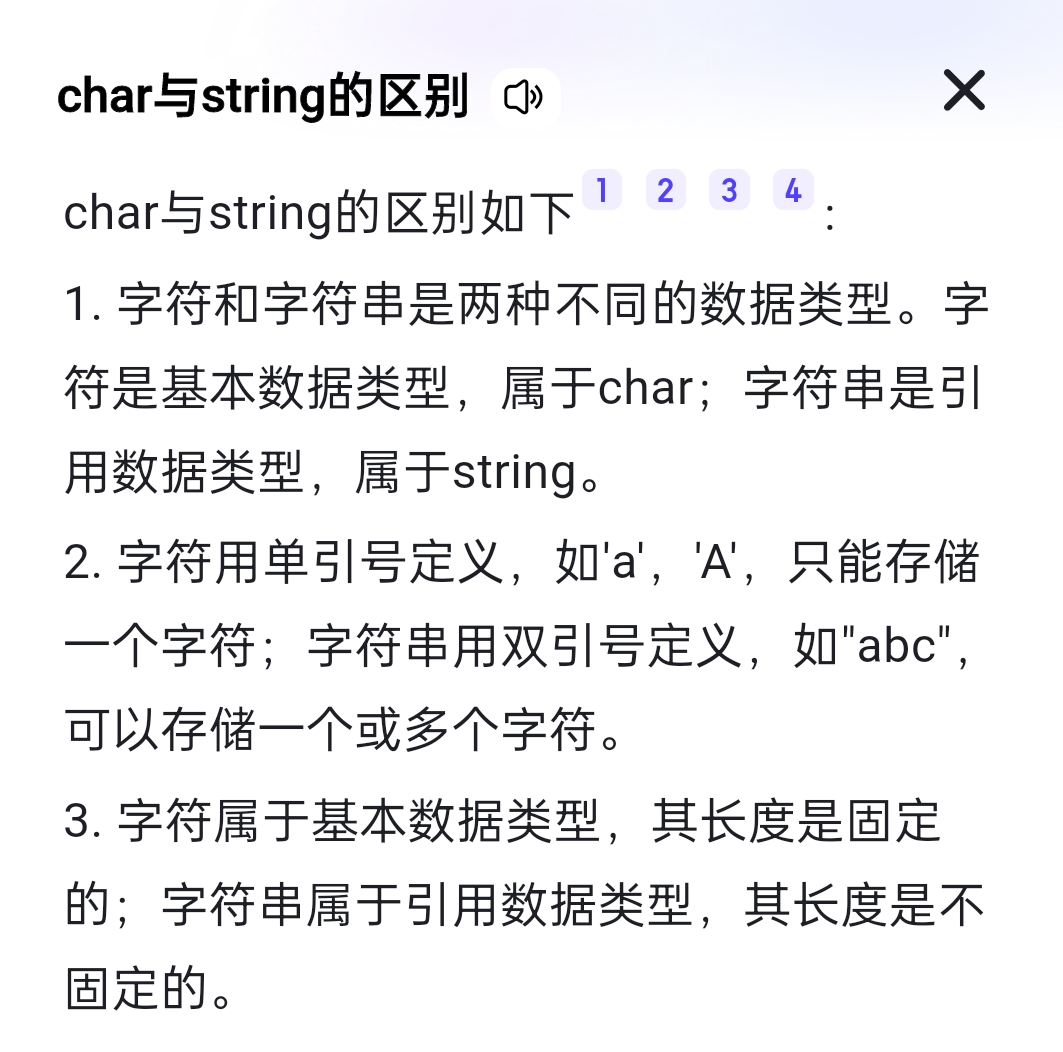 char与string的区别
char与string的区别如下 1 2 3 4 :
1. 字符和字符串是两种不同的数据类型。字
符是基本数据类型，属于char；字符串是引
用数据类型，属于string。
2. 字符用单引号定义，如'a'，'A'，只能存储
一个字符；字符串用双引号定义，如"abc"，
可以存储一个或多个字符。
3. 字符属于基本数据类型，其长度是固定
的；字符串属于引用数据类型，其长度是不
固定的。